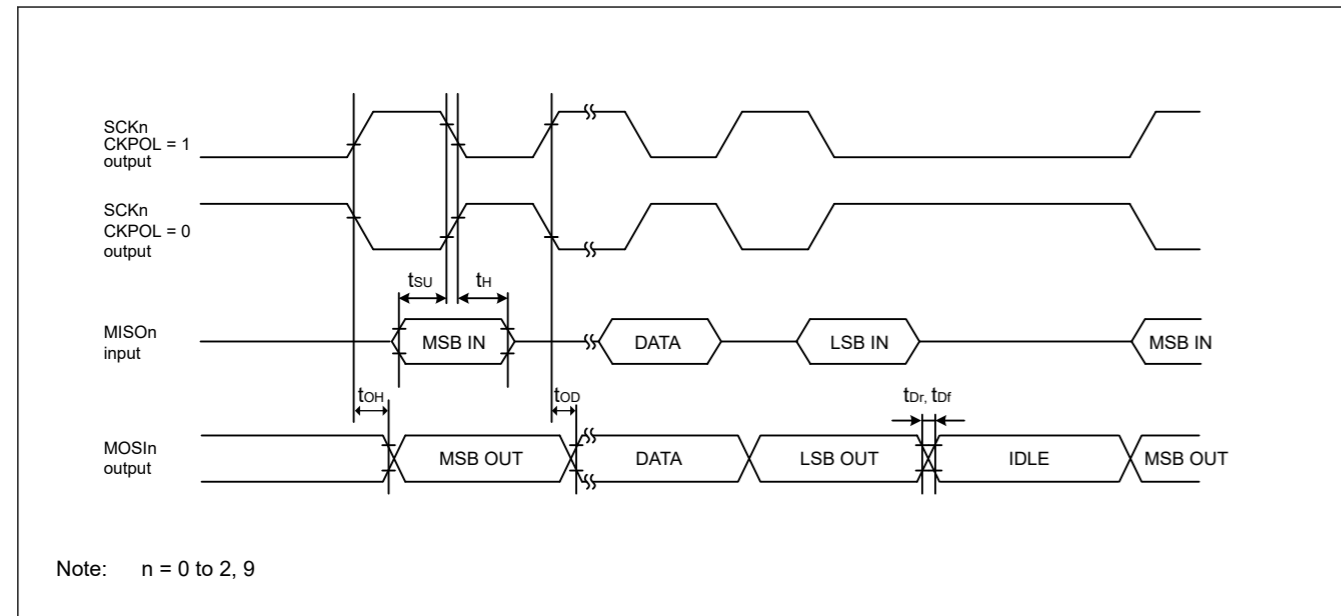 SCKn
CKPOL = 1
output
SCKn
CKPOL = 0
output
tSU
tH
MISOn
input
MSB IN
DATA
LSB IN
MSB IN
tOH
tOD
tDr, tDf
MOSIn
output
MSB OUT
DATA
LSB OUT
IDLE
MSB OUT
Note: n = 0 to 2, 9